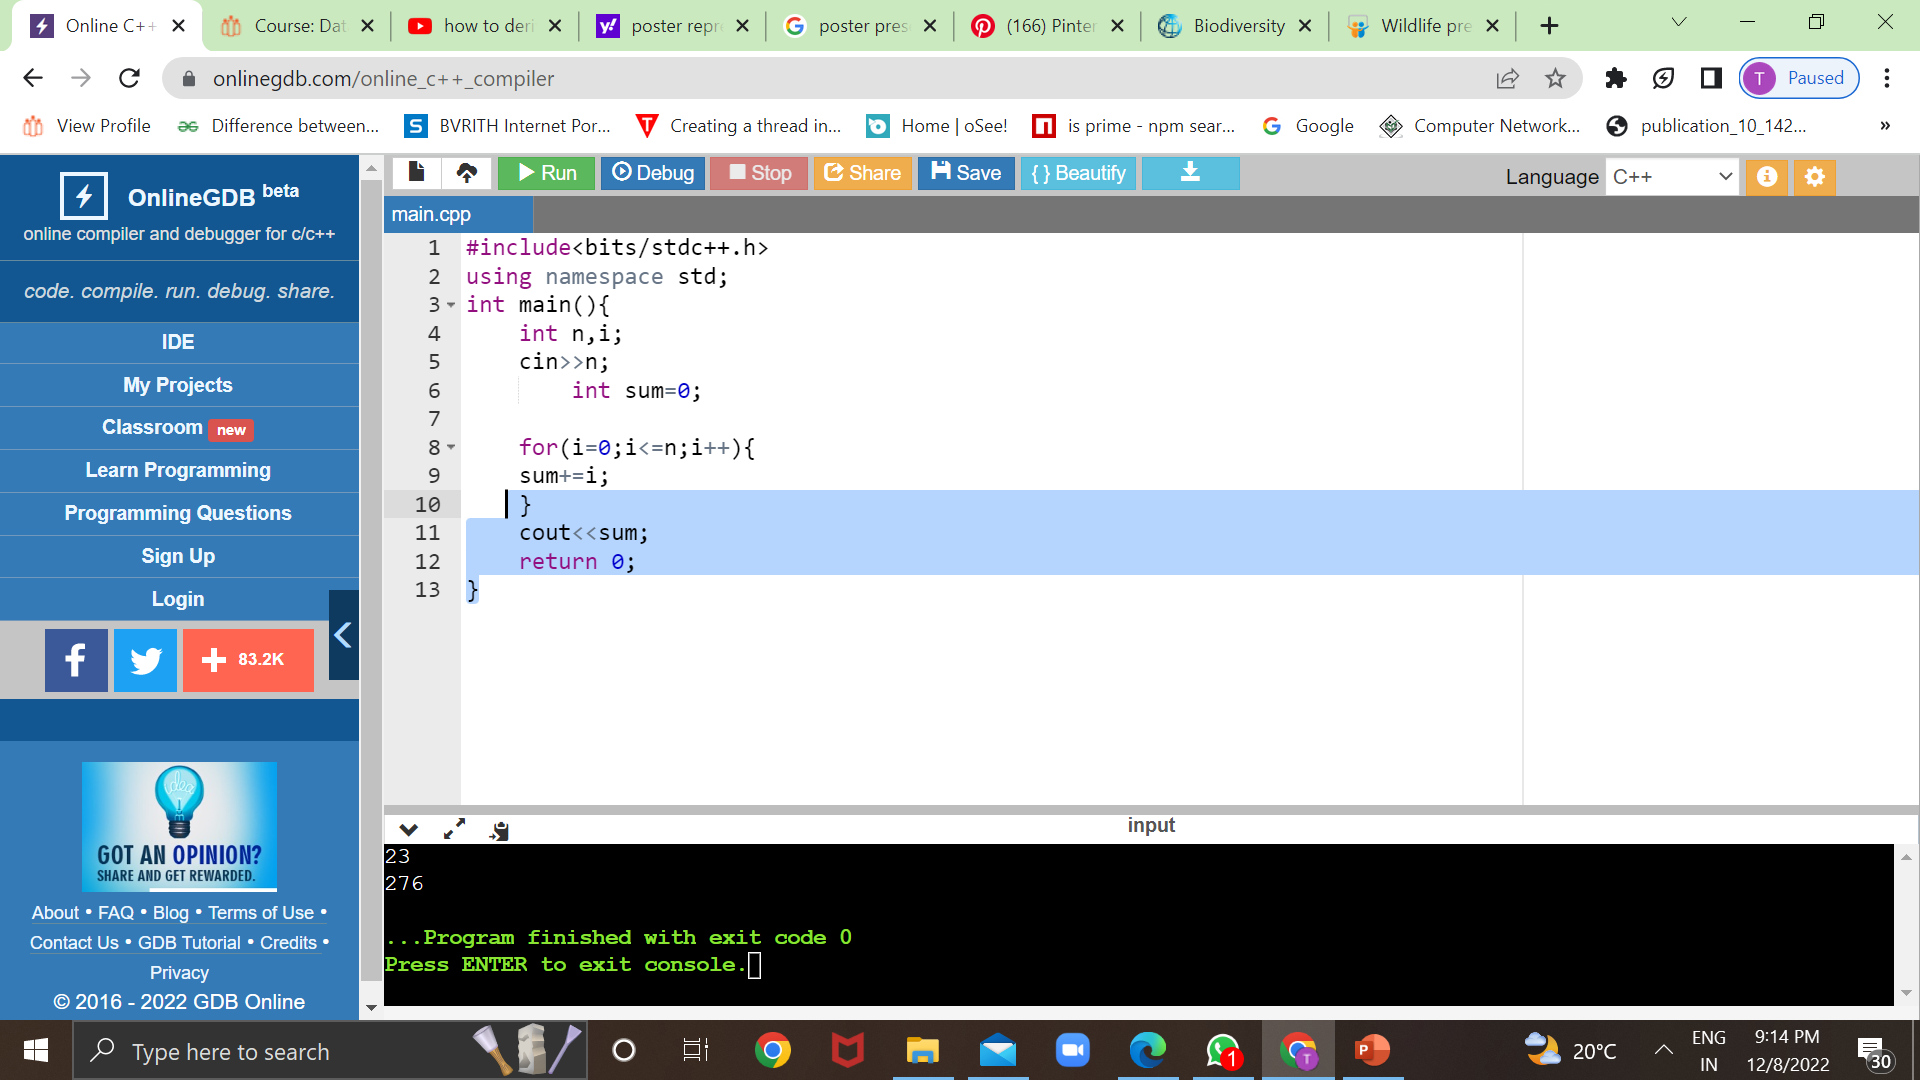 Online C++
Course: Dat
how to deri
poster repr
poster pres
(166) Pinter
Biodiversity
Wildlife pre
onlinegdb.com/online_c++_compiler
T Paused
View Profile
Difference between...
BVRITH Internet Por...
Creating a thread in...
Home | oSee!
is prime - npm sear...
Google
Computer Network...
publication_10_142...
»
OnlineGDB beta
online compiler and debugger for c/c++
code. compile. run. debug. share.
IDE
My Projects
Classroom new
Learn Programming
Programming Questions
Sign Up
Login
83.2K
idea
GOT AN OPINION?
SHARE AND GET REWARDED.
About • FAQ • Blog • Terms of Use •
Contact Us • GDB Tutorial • Credits •
Privacy
© 2016 - 2022 GDB Online
Run
Debug
Stop
Share
Save
{ } Beautify
Language C++
main.cpp
1 #include<bits/stdc++.h>
2 using namespace std;
3 int main(){
4 int n,i;
5 cin>>n;
6 int sum=0;
7
8 for(i=0;i<=n;i++){
9 sum+=i;
10 }
11 cout<<sum;
12 return 0;
13 }
input
23
276
...Program finished with exit code 0
Press ENTER to exit console.
Type here to search
1
T
P
20°C
ENG
IN
9:14 PM
12/8/2022
30